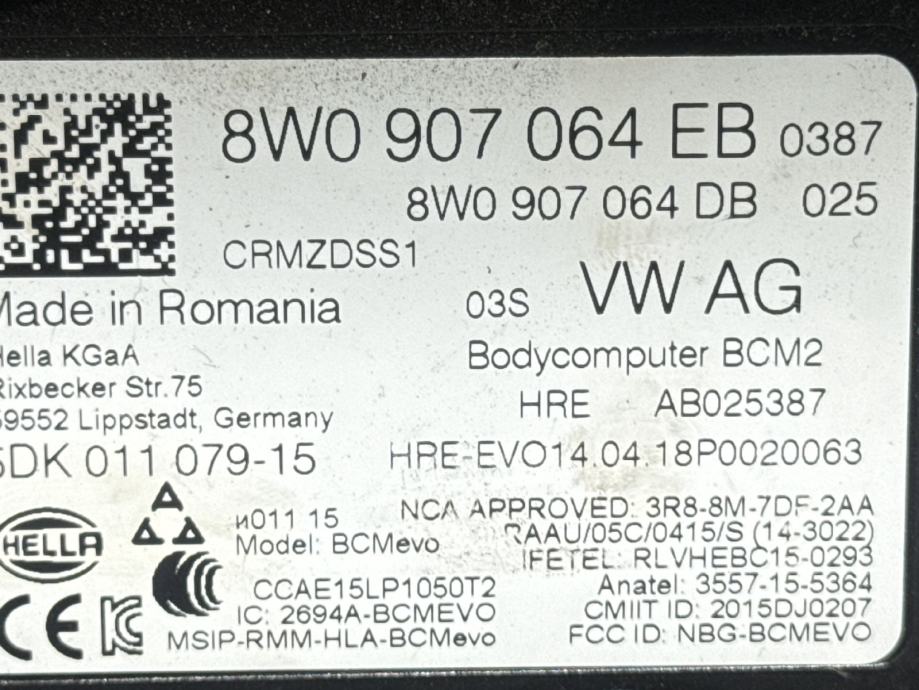 8W0 907 064 EB 0387
8W0 907 064 DB 025
CRMZDSS1
Made in Romania
03S VW AG
Hella KGaA
Bodycomputer BCM2
Rixbecker Str.75
HRE AB025387
59552 Lippstadt, Germany
5DK 011 079-15
HRE-EVO14.04.18P0020063
NCA APPROVED: 3R8-8M-7DF-2AA
и011 15
RAAU/05C/0415/S (14-3022)
HELLA
Model: BCMevo
IFETEL: RLVHEBC15-0293
CCAE15LP1050T2
Anatel: 3557-15-5364
IC: 2694A-BCMEVO
CMIIT ID: 2015DJ0207
CE
MSIP-RMM-HLA-BCMevo
FCC ID: NBG-BCMEVO